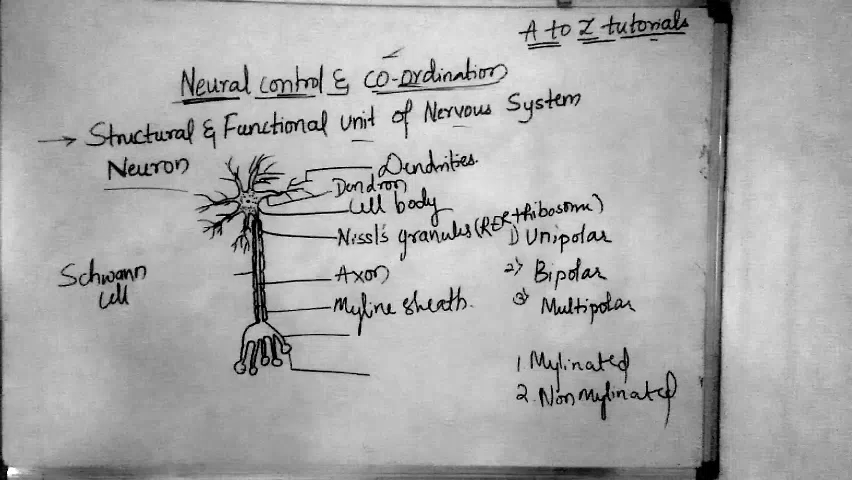 A to Z tutorials
Neural control & co-ordination
→ Structural & Functional unit of Nervous System
Neuron
Dendrities
Dendron
Cell body
Nissl's granules (RER + ribosome)
1) Unipolar
2) Bipolar
3) Multipolar
Schwann
Cell
Axon
Myline sheath.
1. Mylinated
2. Non mylinated